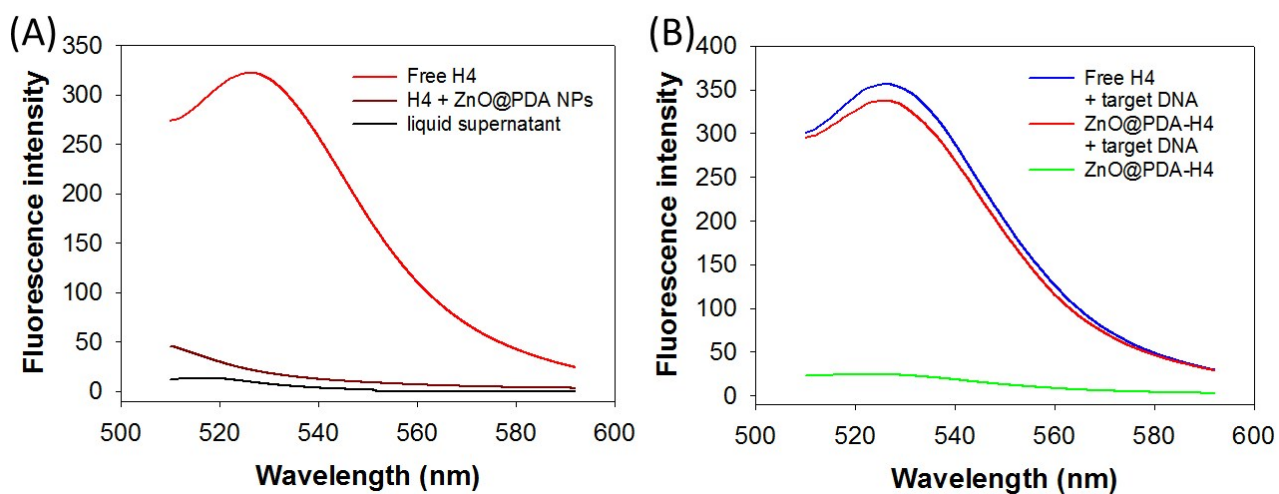 (A)
350
300
250
200
150
100
50
0
Fluorescence intensity
Free H4
H4 + ZnO@PDA NPs
liquid supernatant
500 520 540 560 580 600
Wavelength (nm)
(B)
400
350
300
250
200
150
100
50
0
Fluorescence intensity
Free H4
+ target DNA
ZnO@PDA-H4
+ target DNA
ZnO@PDA-H4
500 520 540 560 580 600
Wavelength (nm)